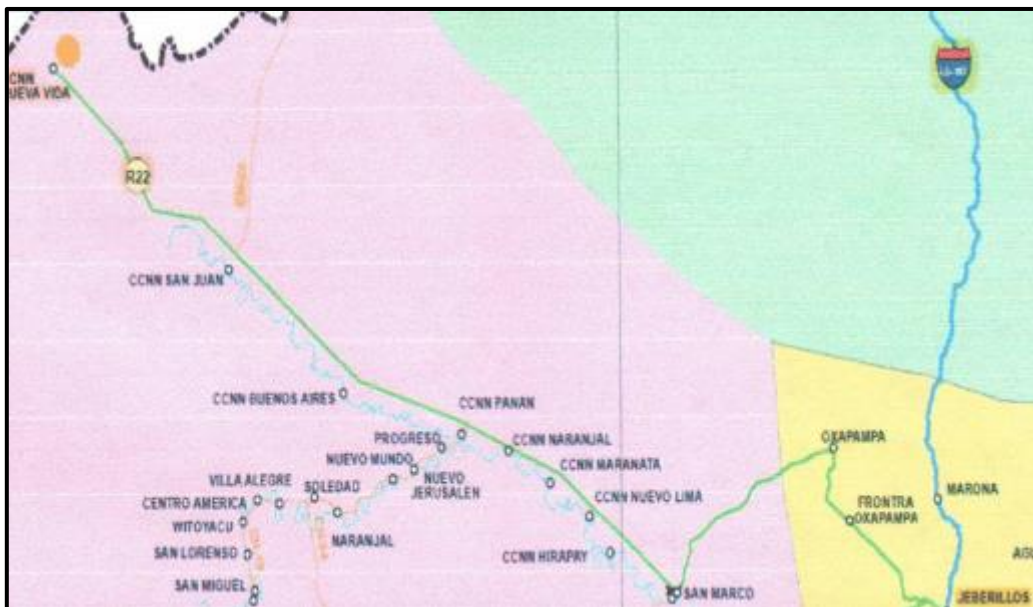 CNN
UEVA VIDA
R22
CCNN SAN JUAN
CCNN BUENOS AIRES
CCNN PANAN
PROGRESO
CCNN NARANJAL
NUEVO MUNDO
CCNN MARANATA
NUEVO
JERUSALEN
VILLA ALEGRE
SOLEDAD
CENTRO AMERICA
CCNN NUEVO LIMA
WITOYACU
NARANJAL
SAN LORENSO
CCNN HIRAPAY
SAN MIGUEL
SAN MARCO
OXAPAMPA
FRONTRA
OXAPAMPA
MARONA
AGU
JEBERILLOS